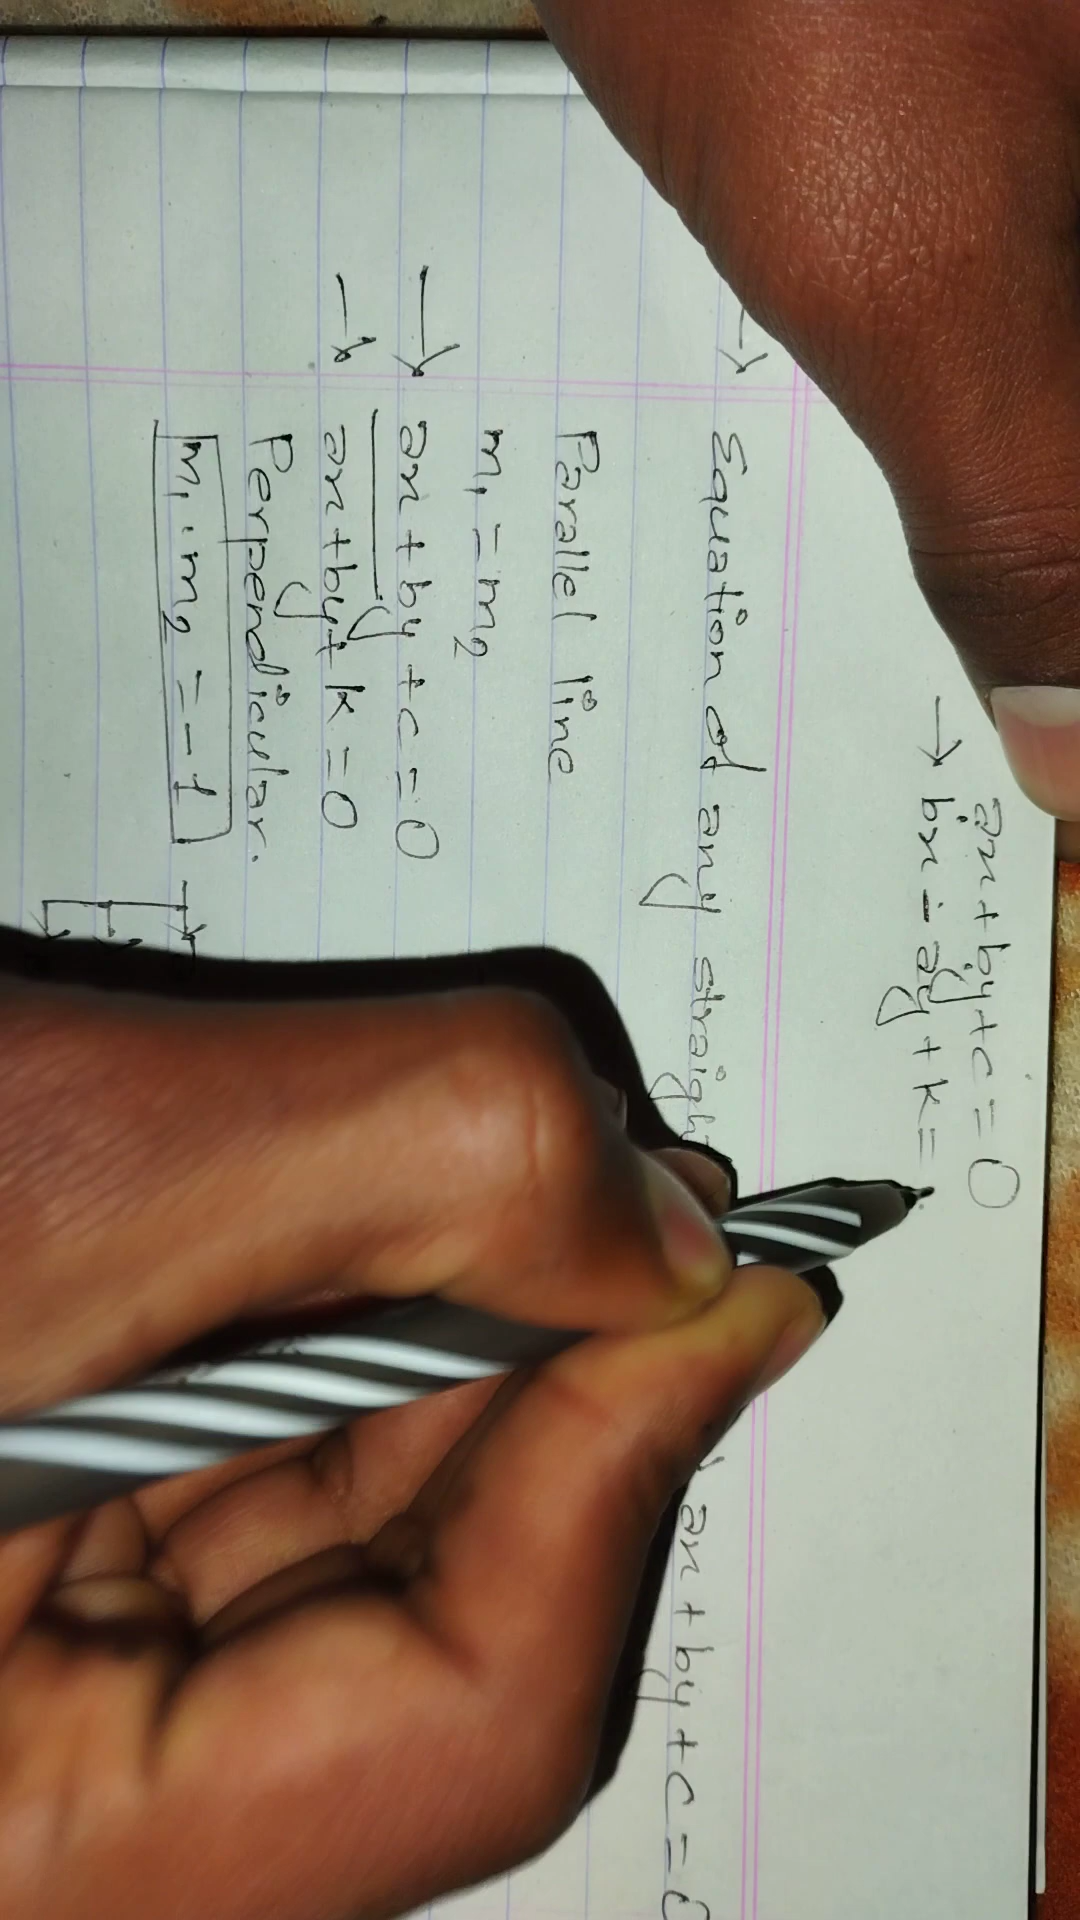 ax + by + c = 0
→ bx - ay + k =
→ Equation of any straight ax + by + c = 0
Parallel line
m₁ = m₂
→ ax + by + c = 0
→ ax + by + k = 0
Perpendicular.
m₁ · m₂ = -1